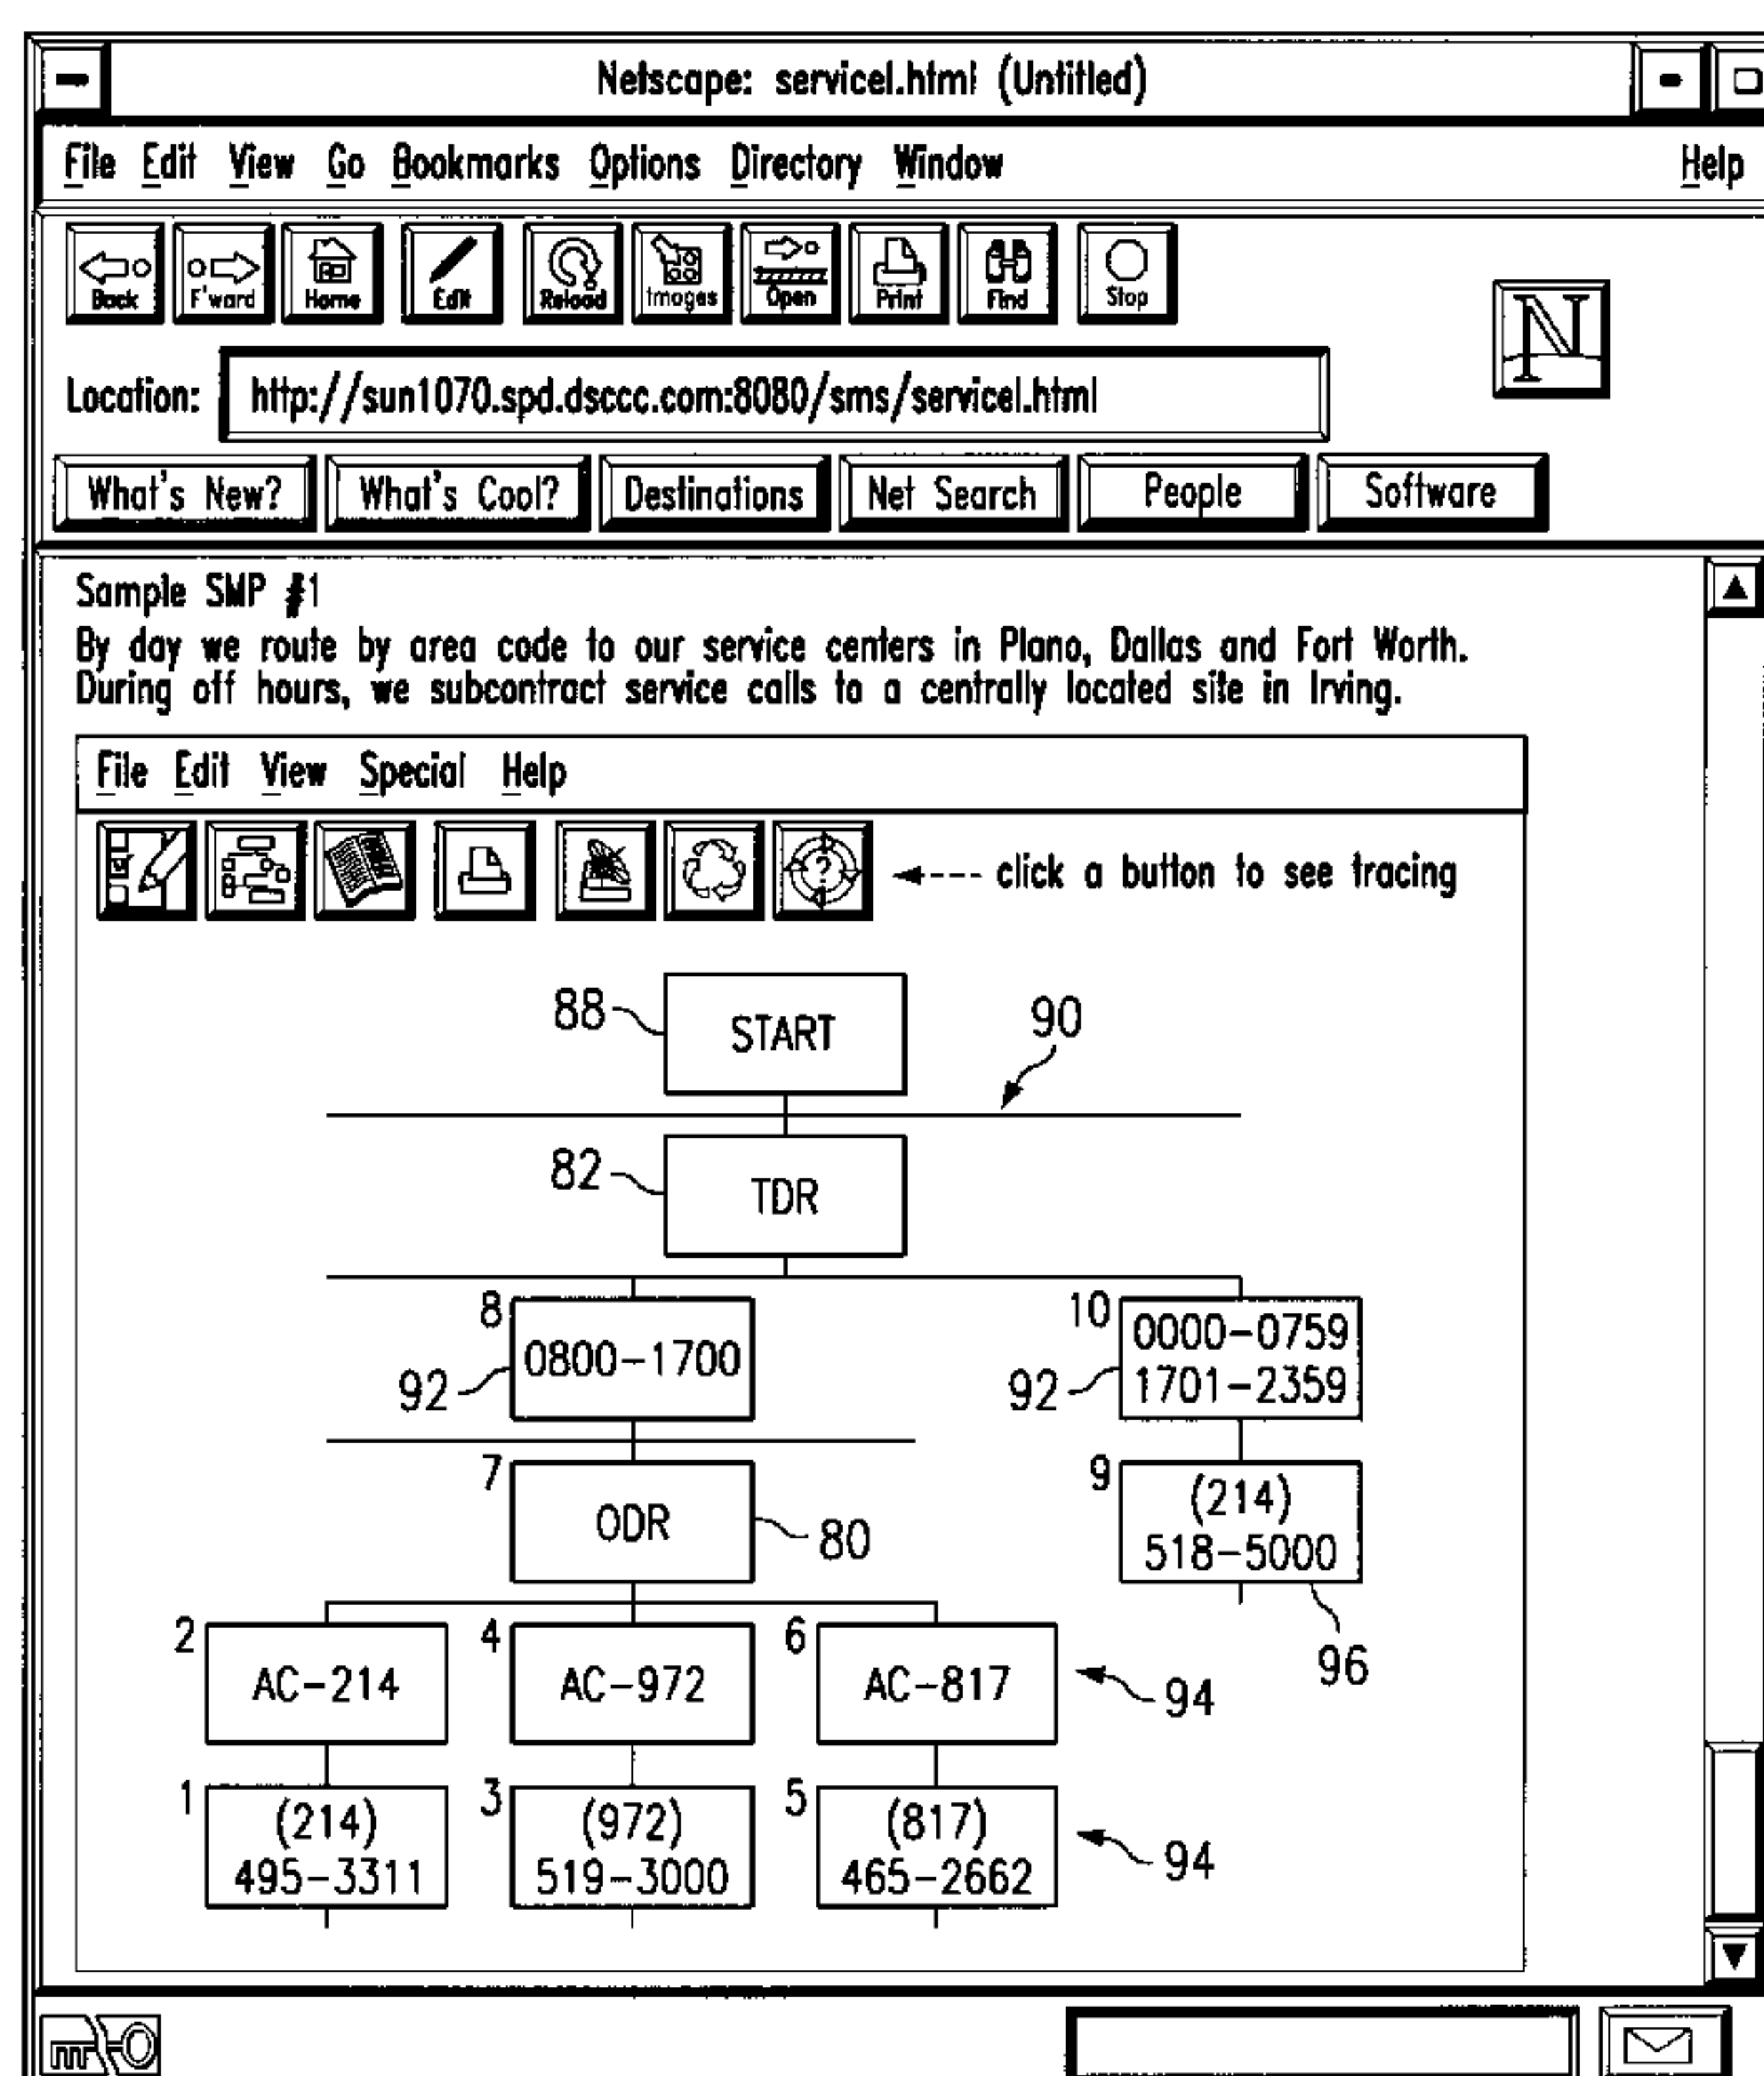 Netscape: servicel.html (Untitled)
File Edit View Go Bookmarks Options Directory Window Help
Back F'ward Home Edit Reload Images Open Print Find Stop
N
Location: http://sun1070.spd.dsccc.com:8080/sms/servicel.html
What's New? What's Cool? Destinations Net Search People Software
Sample SMP #1
By day we route by area code to our service centers in Plano, Dallas and Fort Worth.
During off hours, we subcontract service calls to a centrally located site in Irving.
File Edit View Special Help
? click a button to see tracing
88 START 90
82 TDR
8 10
0800-1700 0000-0759
92 92 1701-2359
7 9
ODR 80 (214)
518-5000
96
2 4 6
AC-214 AC-972 AC-817 94
1 3 5
(214) (972) (817) 94
495-3311 519-3000 465-2662